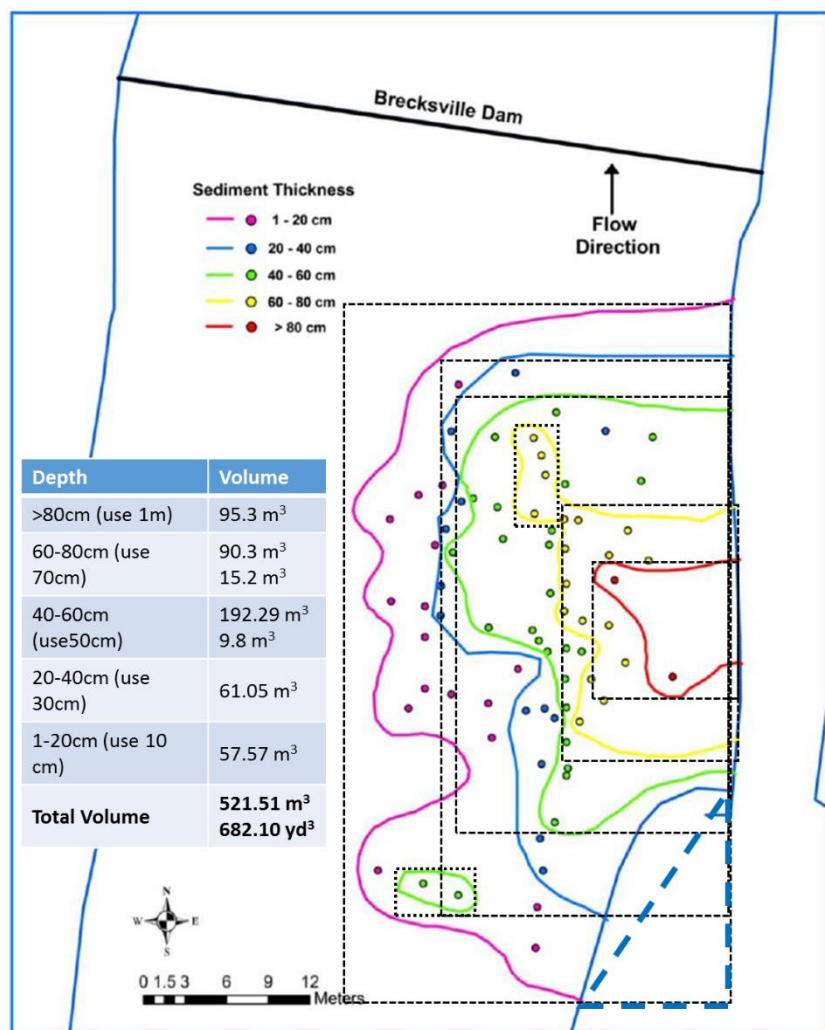 Brecksville Dam
Sediment Thickness
1 - 20 cm
20 - 40 cm
40 - 60 cm
60 - 80 cm
> 80 cm
Flow
Direction
Depth Volume
>80cm (use 1m) 95.3 m³
60-80cm (use 90.3 m³
70cm) 15.2 m³
40-60cm 192.29 m³
(use50cm) 9.8 m³
20-40cm (use 61.05 m³
30cm)
1-20cm (use 10 57.57 m³
cm)
Total Volume 521.51 m³
682.10 yd³
N
W E
S
0 1.5 3 6 9 12
Meters